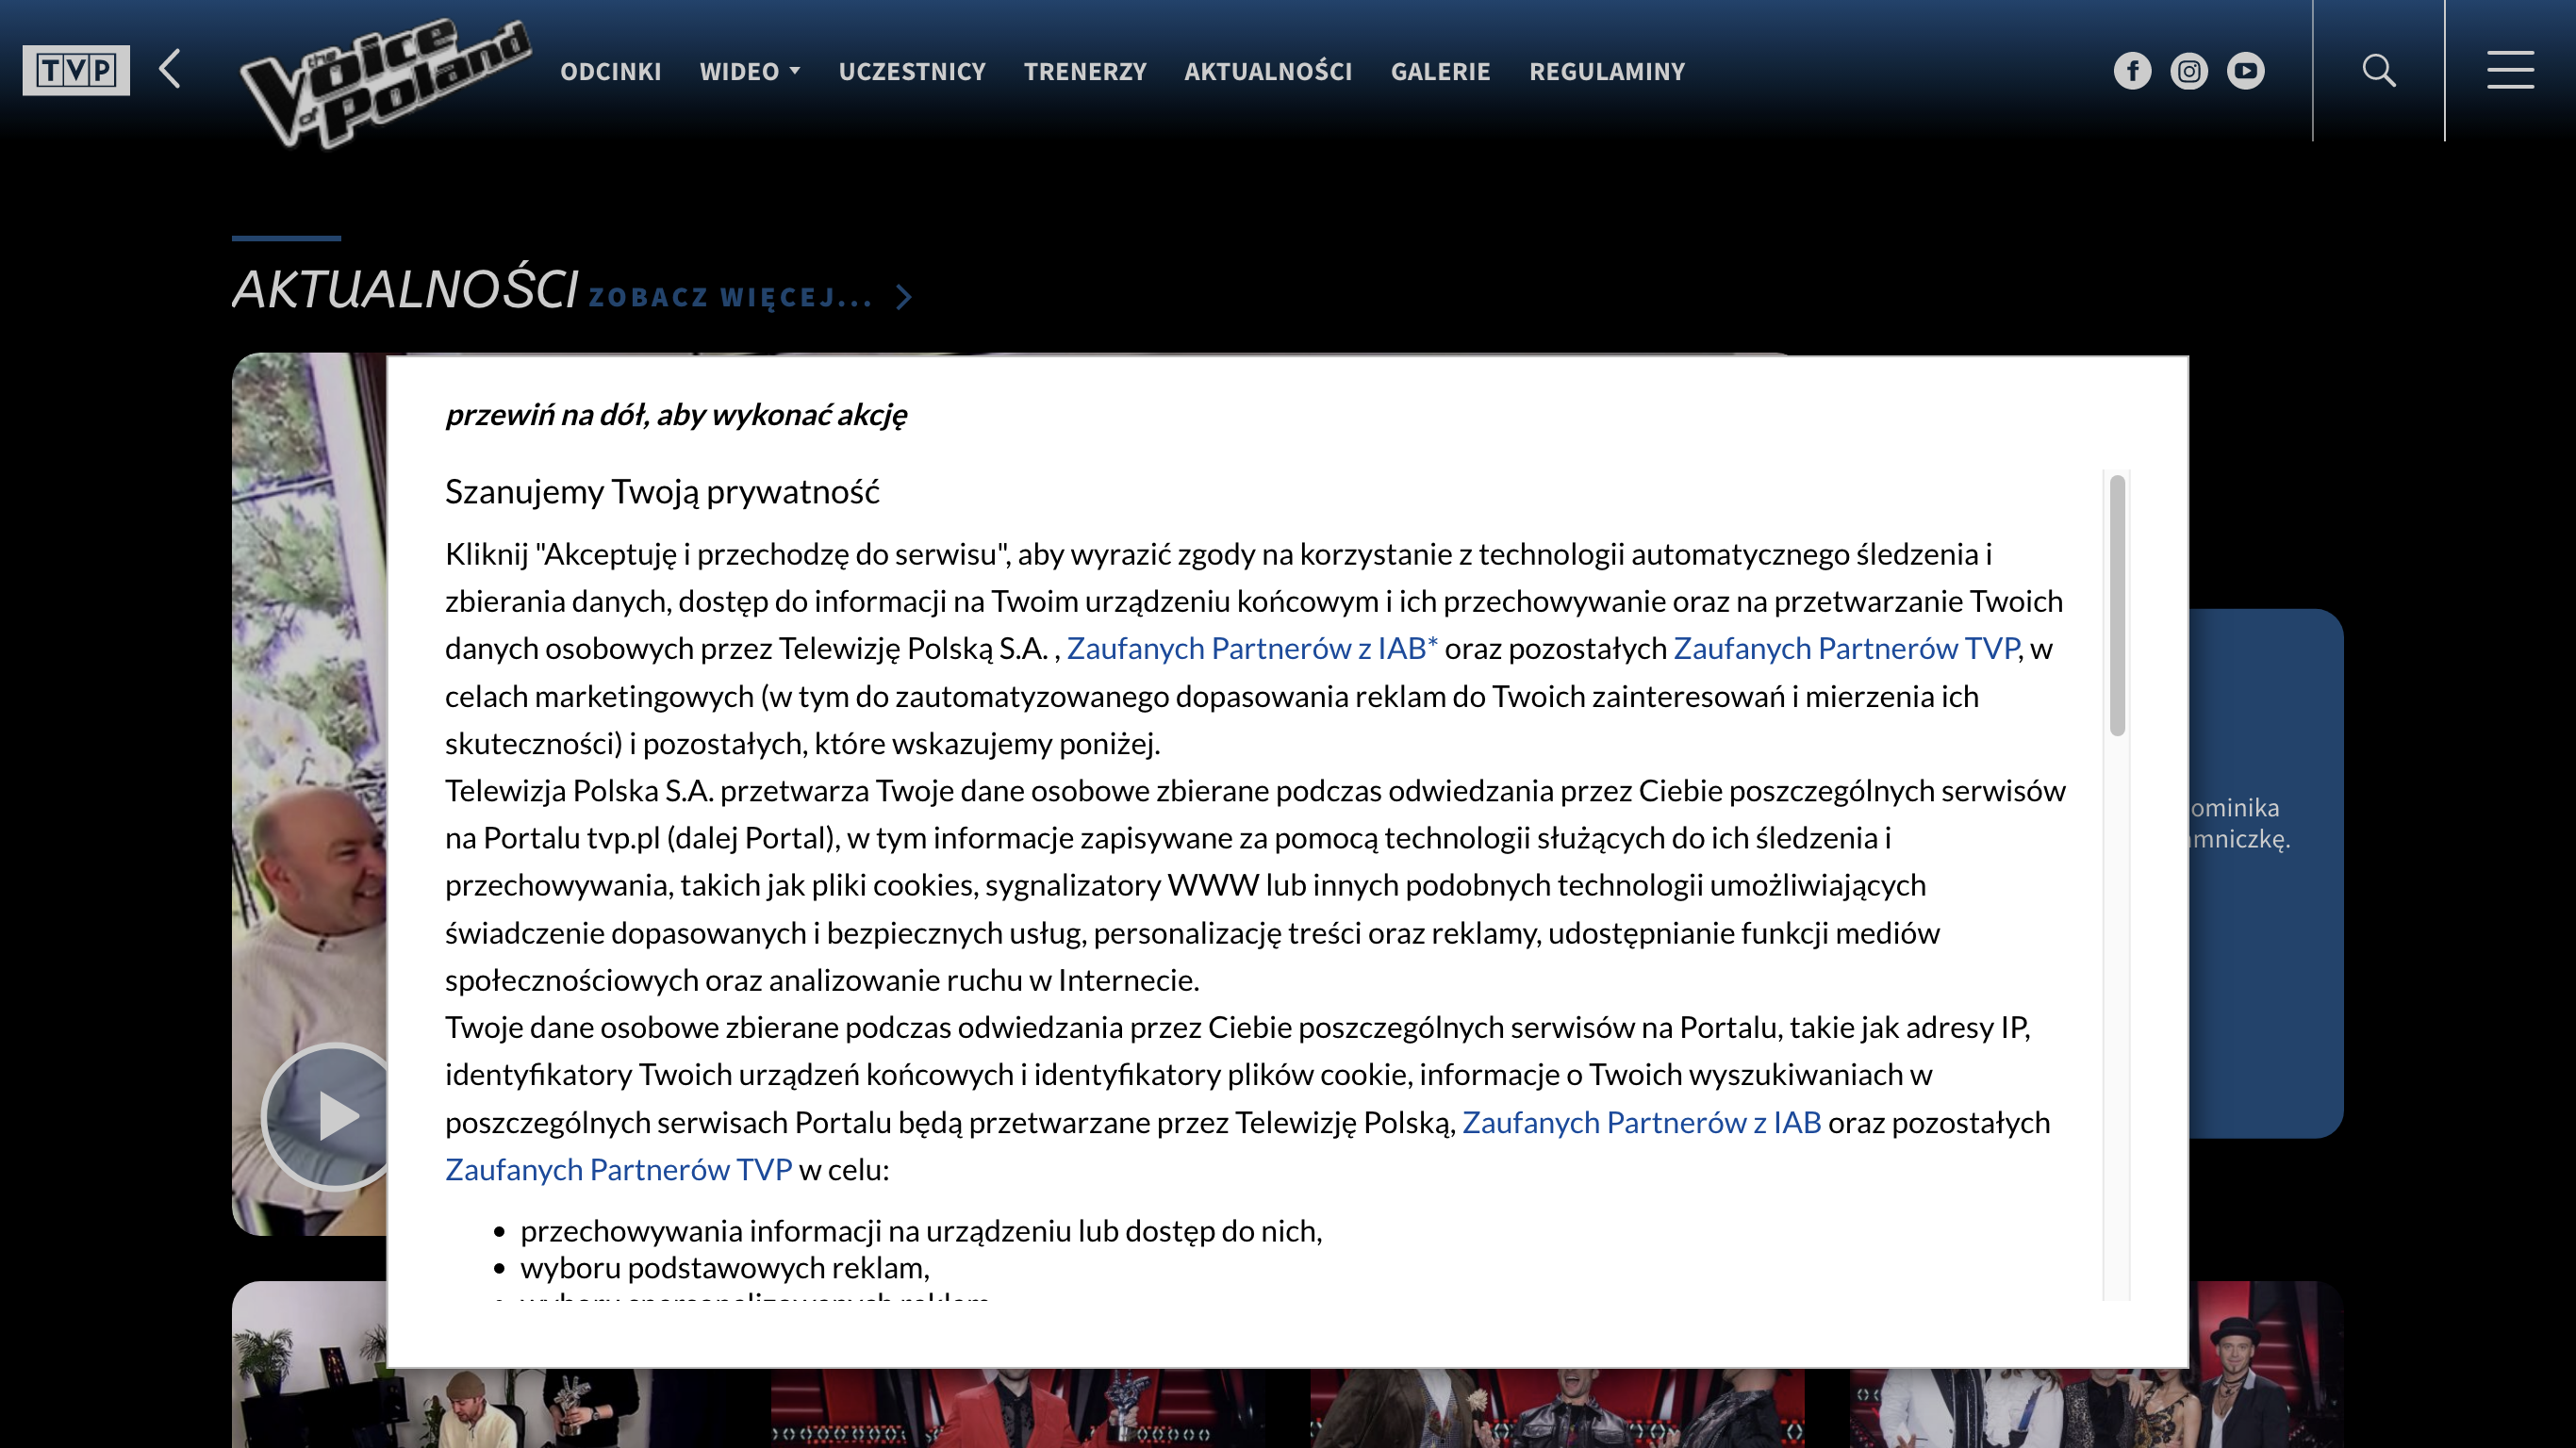 TVP
the Voice of Poland
ODCINKI WIDEO UCZESTNICY TRENERZY AKTUALNOŚCI GALERIE REGULAMINY
AKTUALNOŚCI ZOBACZ WIĘCEJ...
przewiń na dół, aby wykonać akcję
Szanujemy Twoją prywatność
Kliknij "Akceptuję i przechodzę do serwisu", aby wyrazić zgody na korzystanie z technologii automatycznego śledzenia i
zbierania danych, dostęp do informacji na Twoim urządzeniu końcowym i ich przechowywanie oraz na przetwarzanie Twoich
danych osobowych przez Telewizję Polską S.A. , Zaufanych Partnerów z IAB* oraz pozostałych Zaufanych Partnerów TVP, w
celach marketingowych (w tym do zautomatyzowanego dopasowania reklam do Twoich zainteresowań i mierzenia ich
skuteczności) i pozostałych, które wskazujemy poniżej.
Telewizja Polska S.A. przetwarza Twoje dane osobowe zbierane podczas odwiedzania przez Ciebie poszczególnych serwisów
na Portalu tvp.pl (dalej Portal), w tym informacje zapisywane za pomocą technologii służących do ich śledzenia i
przechowywania, takich jak pliki cookies, sygnalizatory WWW lub innych podobnych technologii umożliwiających
świadczenie dopasowanych i bezpiecznych usług, personalizację treści oraz reklamy, udostępnianie funkcji mediów
społecznościowych oraz analizowanie ruchu w Internecie.
Twoje dane osobowe zbierane podczas odwiedzania przez Ciebie poszczególnych serwisów na Portalu, takie jak adresy IP,
identyfikatory Twoich urządzeń końcowych i identyfikatory plików cookie, informacje o Twoich wyszukiwaniach w
poszczególnych serwisach Portalu będą przetwarzane przez Telewizję Polską, Zaufanych Partnerów z IAB oraz pozostałych
Zaufanych Partnerów TVP w celu:
• przechowywania informacji na urządzeniu lub dostęp do nich,
• wyboru podstawowych reklam,
ominika
mniczkę.